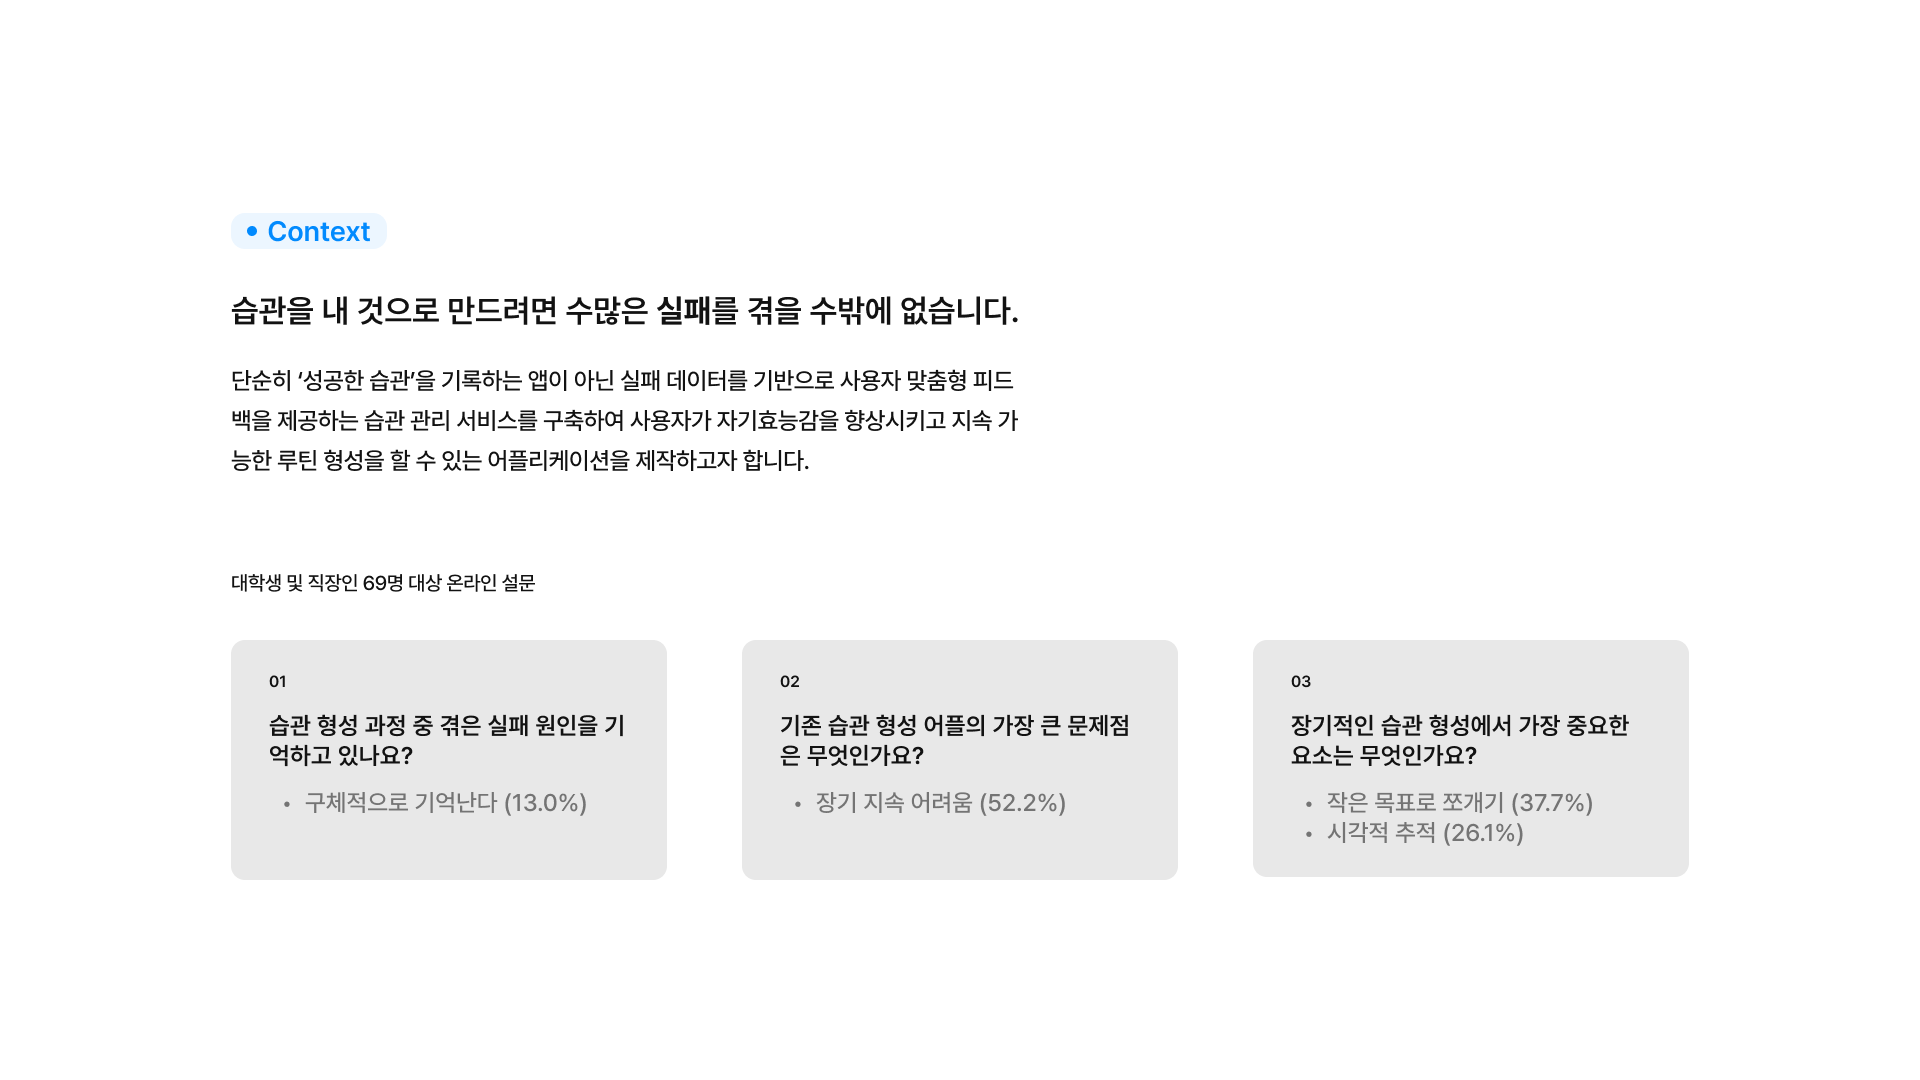 • Context
습관을 내 것으로 만드려면 수많은 실패를 겪을 수밖에 없습니다.
단순히 ‘성공한 습관’을 기록하는 앱이 아닌 실패 데이터를 기반으로 사용자 맞춤형 피드
백을 제공하는 습관 관리 서비스를 구축하여 사용자가 자기효능감을 향상시키고 지속 가
능한 루틴 형성을 할 수 있는 어플리케이션을 제작하고자 합니다.
대학생 및 직장인 69명 대상 온라인 설문
01
습관 형성 과정 중 겪은 실패 원인을 기
억하고 있나요?
• 구체적으로 기억난다 (13.0%)
02
기존 습관 형성 어플의 가장 큰 문제점
은 무엇인가요?
• 장기 지속 어려움 (52.2%)
03
장기적인 습관 형성에서 가장 중요한
요소는 무엇인가요?
• 작은 목표로 쪼개기 (37.7%)
• 시각적 추적 (26.1%)